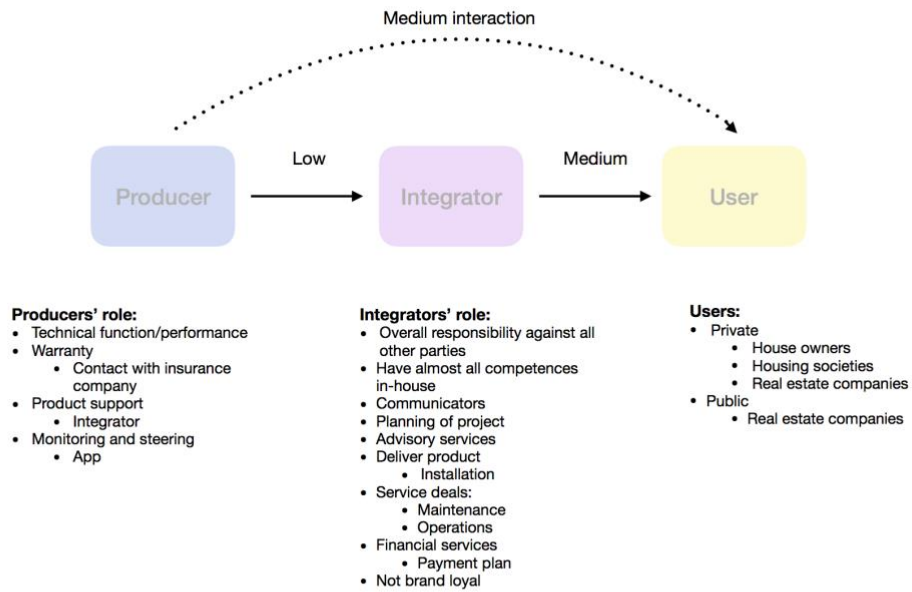 Medium interaction
Low
Medium
Producer
Integrator
User
Producers’ role:
• Technical function/performance
• Warranty
• Contact with insurance
company
• Product support
• Integrator
• Monitoring and steering
• App
Integrators’ role:
• Overall responsibility against all
other parties
• Have almost all competences
in-house
• Communicators
• Planning of project
• Advisory services
• Deliver product
• Installation
• Service deals:
• Maintenance
• Operations
• Financial services
• Payment plan
• Not brand loyal
Users:
• Private
• House owners
• Housing societies
• Real estate companies
• Public
• Real estate companies